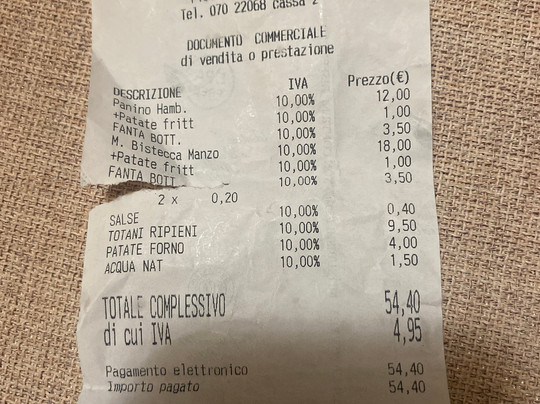 Tel. 070 22068 Cassa 2
DOCUMENTO COMMERCIALE
di vendita o prestazione
DESCRIZIONE IVA Prezzo(€)
Panino Hamb. 10,00% 12,00
+Patate fritt 10,00% 1,00
FANTA BOTT. 10,00% 3,50
M. Bistecca Manzo 10,00% 18,00
+Patate fritt 10,00% 1,00
FANTA BOTT 10,00% 3,50
2 x 0,20
SALSE 10,00% 0,40
TOTANI RIPIENI 10,00% 9,50
PATATE FORNO 10,00% 4,00
ACQUA NAT 10,00% 1,50
TOTALE COMPLESSIVO 54,40
di cui IVA 4,95
Pagamento elettronico 54,40
Importo pagato 54,40